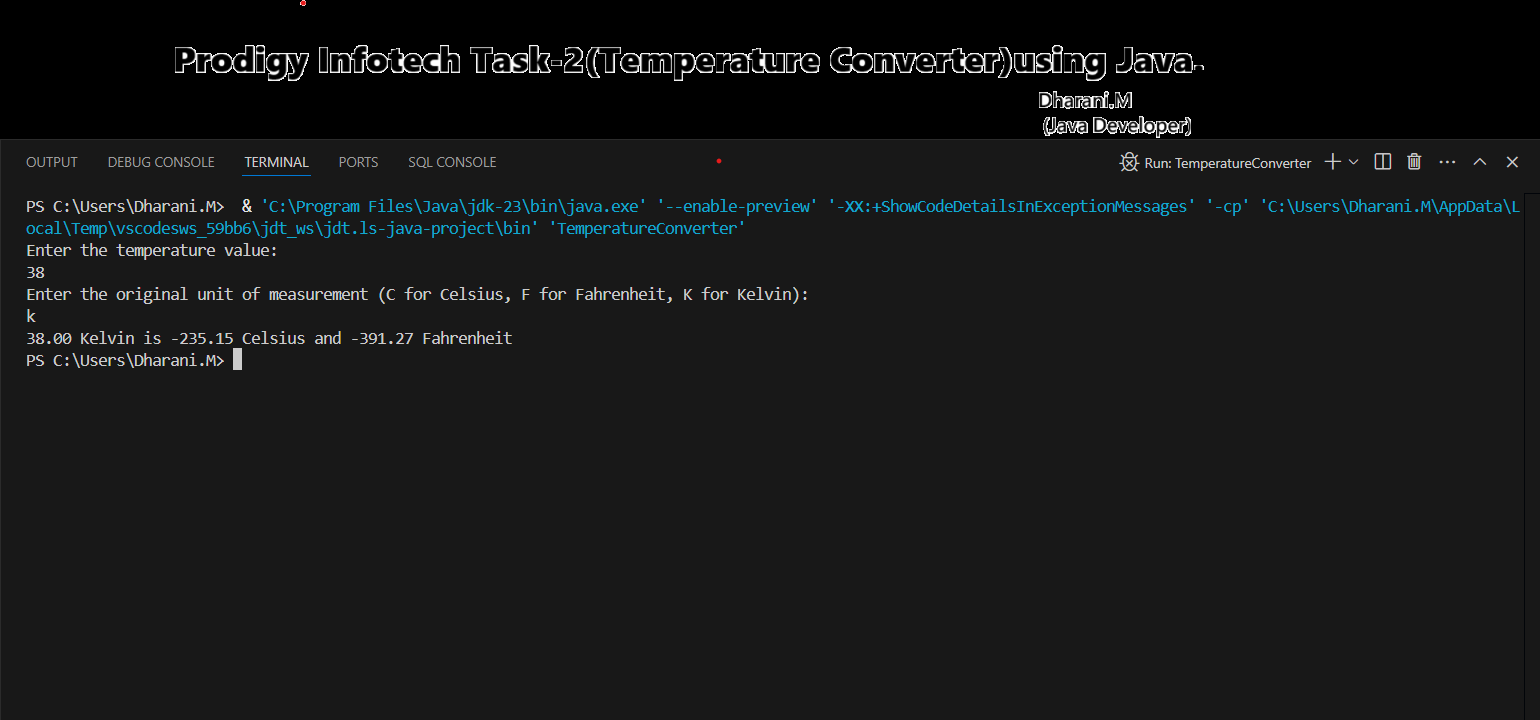 Prodigy Infotech Task-2(Temperature Converter)using Java.
Dharani.M
(Java Developer)
OUTPUT DEBUG CONSOLE TERMINAL PORTS SQL CONSOLE Run: TemperatureConverter
PS C:\Users\Dharani.M>  & 'C:\Program Files\Java\jdk-23\bin\java.exe' '--enable-preview' '-XX:+ShowCodeDetailsInExceptionMessages' '-cp' 'C:\Users\Dharani.M\AppData\L
ocal\Temp\vscodesws_59bb6\jdt_ws\jdt.ls-java-project\bin' 'TemperatureConverter'
Enter the temperature value:
38
Enter the original unit of measurement (C for Celsius, F for Fahrenheit, K for Kelvin):
k
38.00 Kelvin is -235.15 Celsius and -391.27 Fahrenheit
PS C:\Users\Dharani.M>